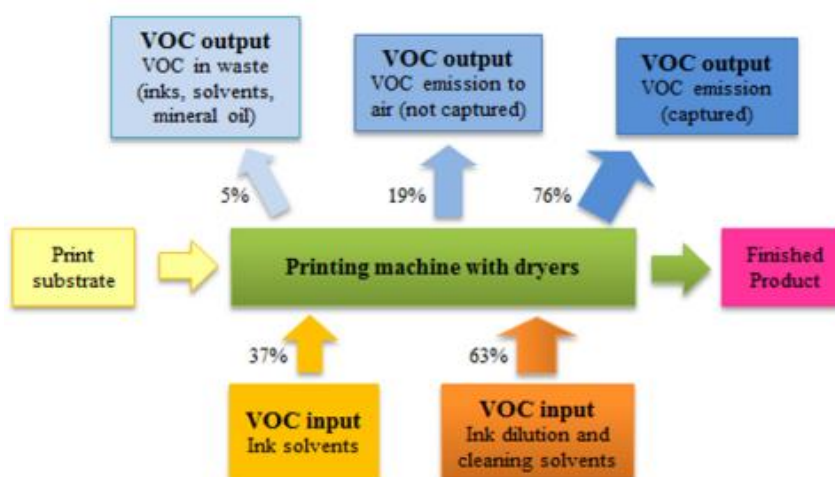 VOC output
VOC in waste
(inks, solvents,
mineral oil)
VOC output
VOC emission to
air (not captured)
VOC output
VOC emission
(captured)
5%
19%
76%
Print
substrate
Printing machine with dryers
Finished
Product
37%
63%
VOC input
Ink solvents
VOC input
Ink dilution and
cleaning solvents